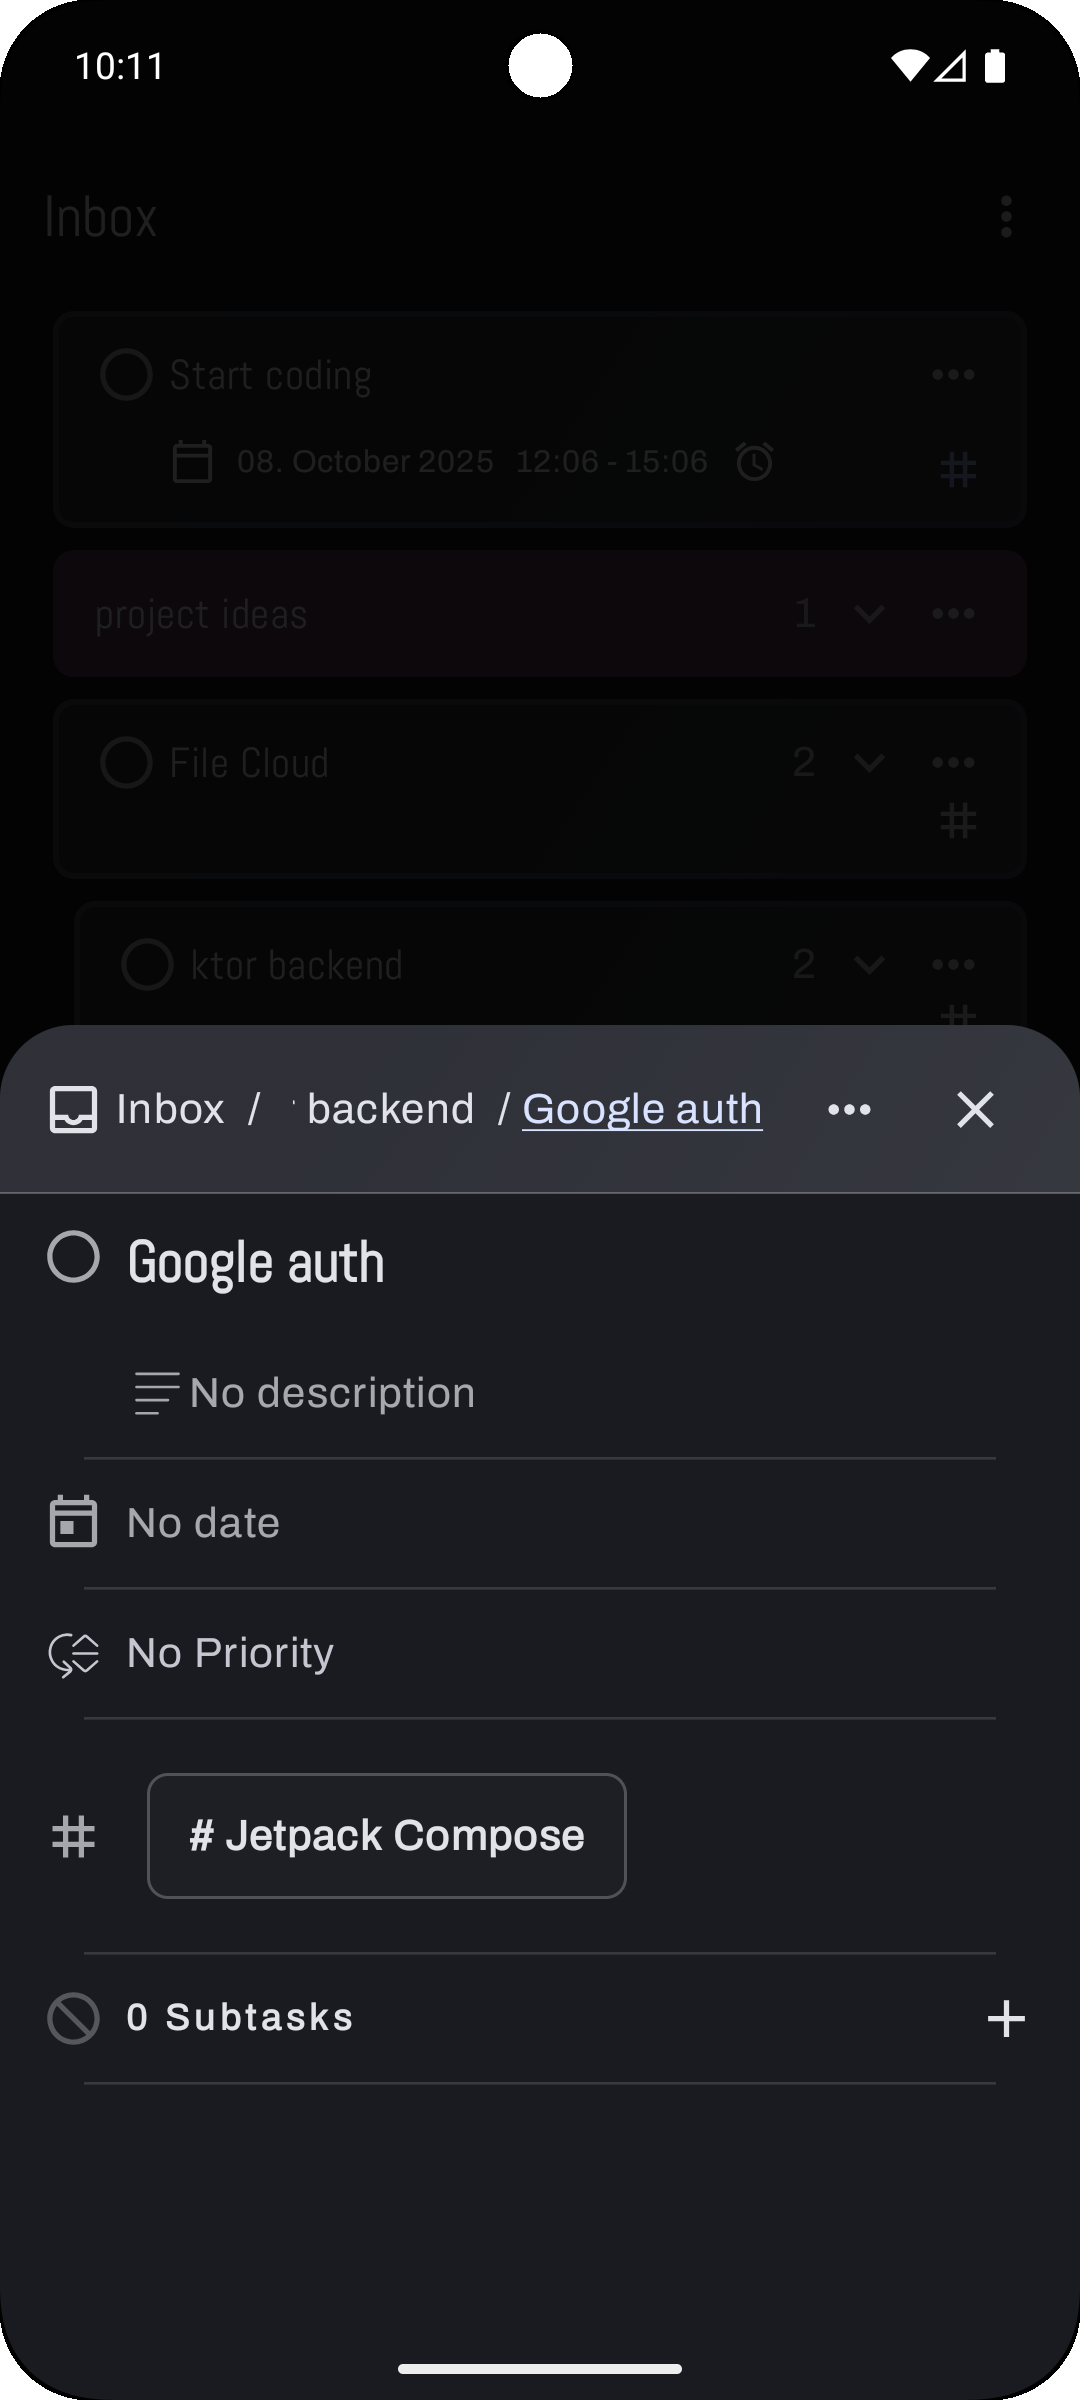 10:11
Inbox
Start coding
08. October 2025 12:06 - 15:06
project ideas 1
File Cloud 2
ktor backend 2
Inbox / backend / Google auth
Google auth
No description
No date
No Priority
# Jetpack Compose
0 Subtasks